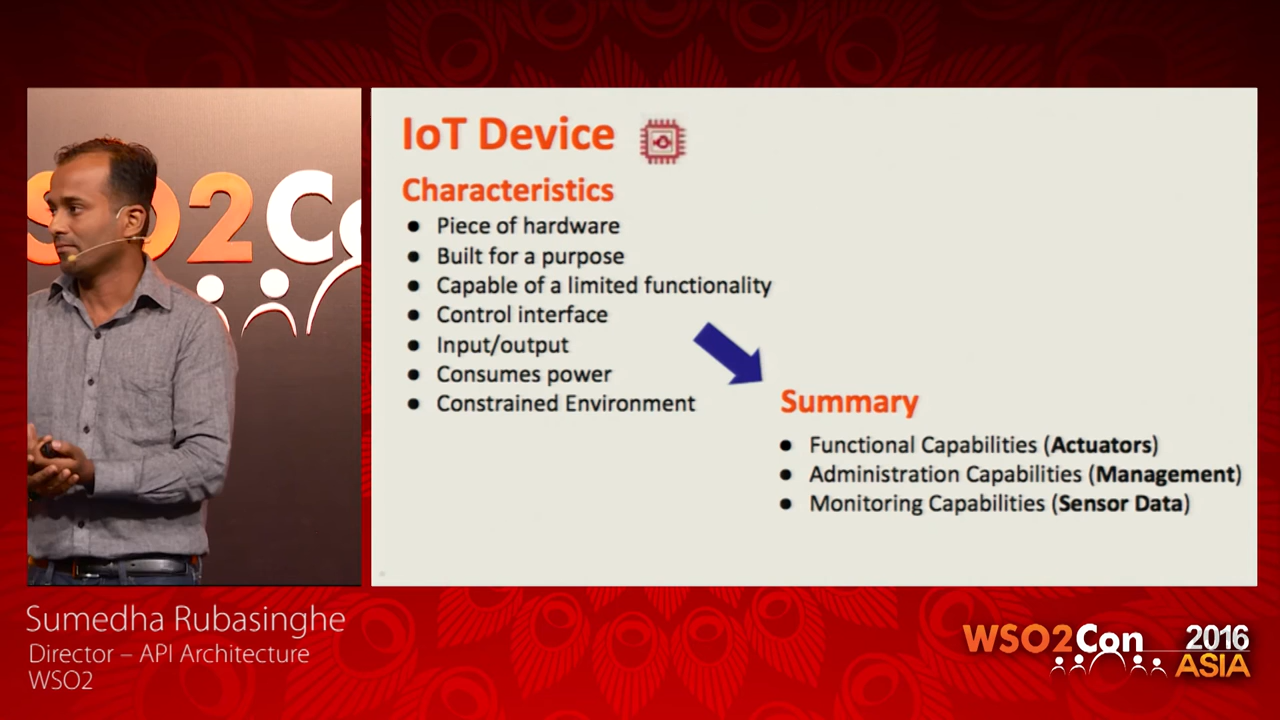 SO2Co
IoT Device
Characteristics
● Piece of hardware
● Built for a purpose
● Capable of a limited functionality
● Control interface
● Input/output
● Consumes power
● Constrained Environment
Summary
● Functional Capabilities (Actuators)
● Administration Capabilities (Management)
● Monitoring Capabilities (Sensor Data)
Sumedha Rubasinghe
Director – API Architecture
WSO2
WSO2Con 2016
ASIA